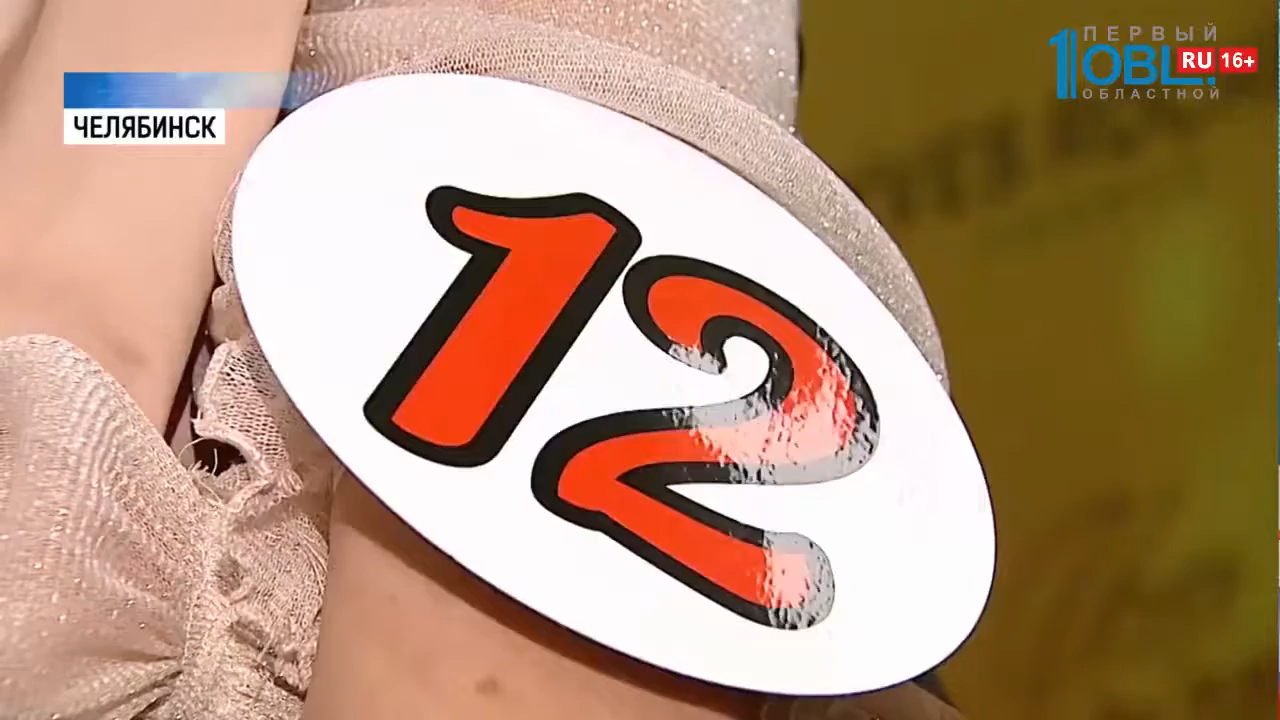 ПЕРВЫЙ
1OBL.
RU 16+
ОБЛАСТНОЙ
ЧЕЛЯБИНСК
12